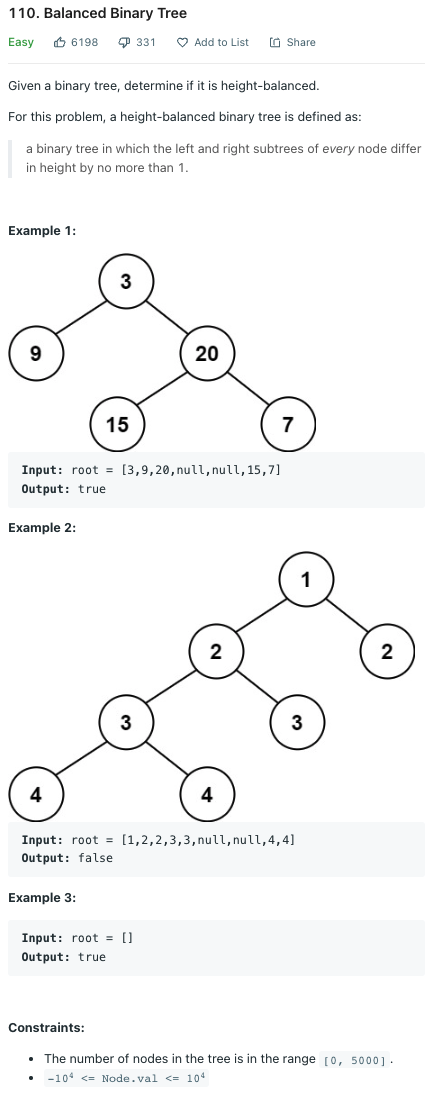 110. Balanced Binary Tree
Easy 6198 331 Add to List Share
Given a binary tree, determine if it is height-balanced.
For this problem, a height-balanced binary tree is defined as:
a binary tree in which the left and right subtrees of every node differ
in height by no more than 1.
Example 1:
3
9 20
15 7
Input: root = [3,9,20,null,null,15,7]
Output: true
Example 2:
1
2 2
3 3
4 4
Input: root = [1,2,2,3,3,null,null,4,4]
Output: false
Example 3:
Input: root = []
Output: true
Constraints:
• The number of nodes in the tree is in the range [0, 5000].
• -10⁴ <= Node.val <= 10⁴